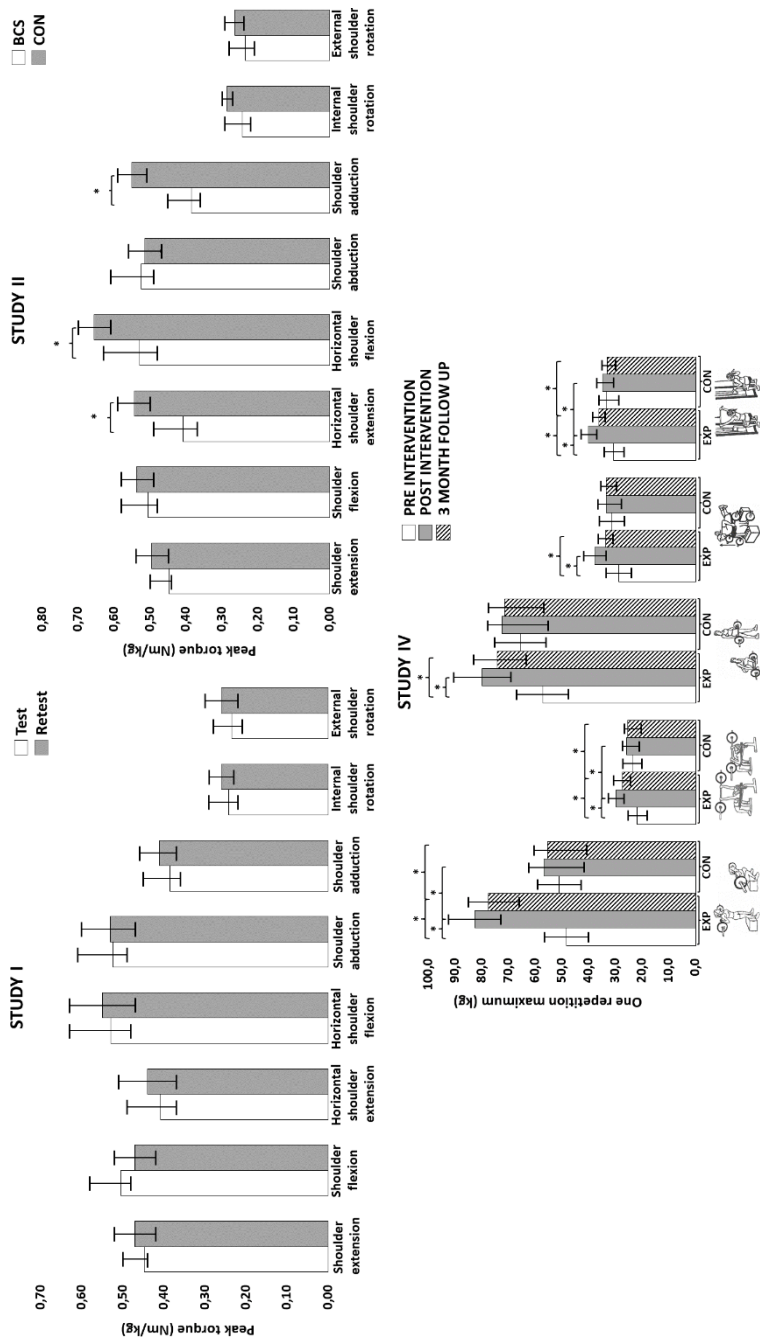 STUDY I
Test
Retest
Peak torque (Nm/kg)
0,70
0,60
0,50
0,40
0,30
0,20
0,10
0,00
Shoulder
extension
Shoulder
flexion
Horizontal
shoulder
extension
Horizontal
shoulder
flexion
Shoulder
abduction
Shoulder
adduction
Internal
shoulder
rotation
External
shoulder
rotation
STUDY II
BCS
CON
Peak torque (Nm/kg)
0,80
0,70
0,60
0,50
0,40
0,30
0,20
0,10
0,00
*
*
*
Shoulder
extension
Shoulder
flexion
Horizontal
shoulder
extension
Horizontal
shoulder
flexion
Shoulder
abduction
Shoulder
adduction
Internal
shoulder
rotation
External
shoulder
rotation
STUDY IV
PRE INTERVENTION
POST INTERVENTION
3 MONTH FOLLOW UP
One repetition maximum (kg)
100,0
90,0
80,0
70,0
60,0
50,0
40,0
30,0
20,0
10,0
0,0
* *
* *
* *
* *
*
*
*
*
* *
* *
EXP CON EXP CON EXP CON EXP CON EXP CON